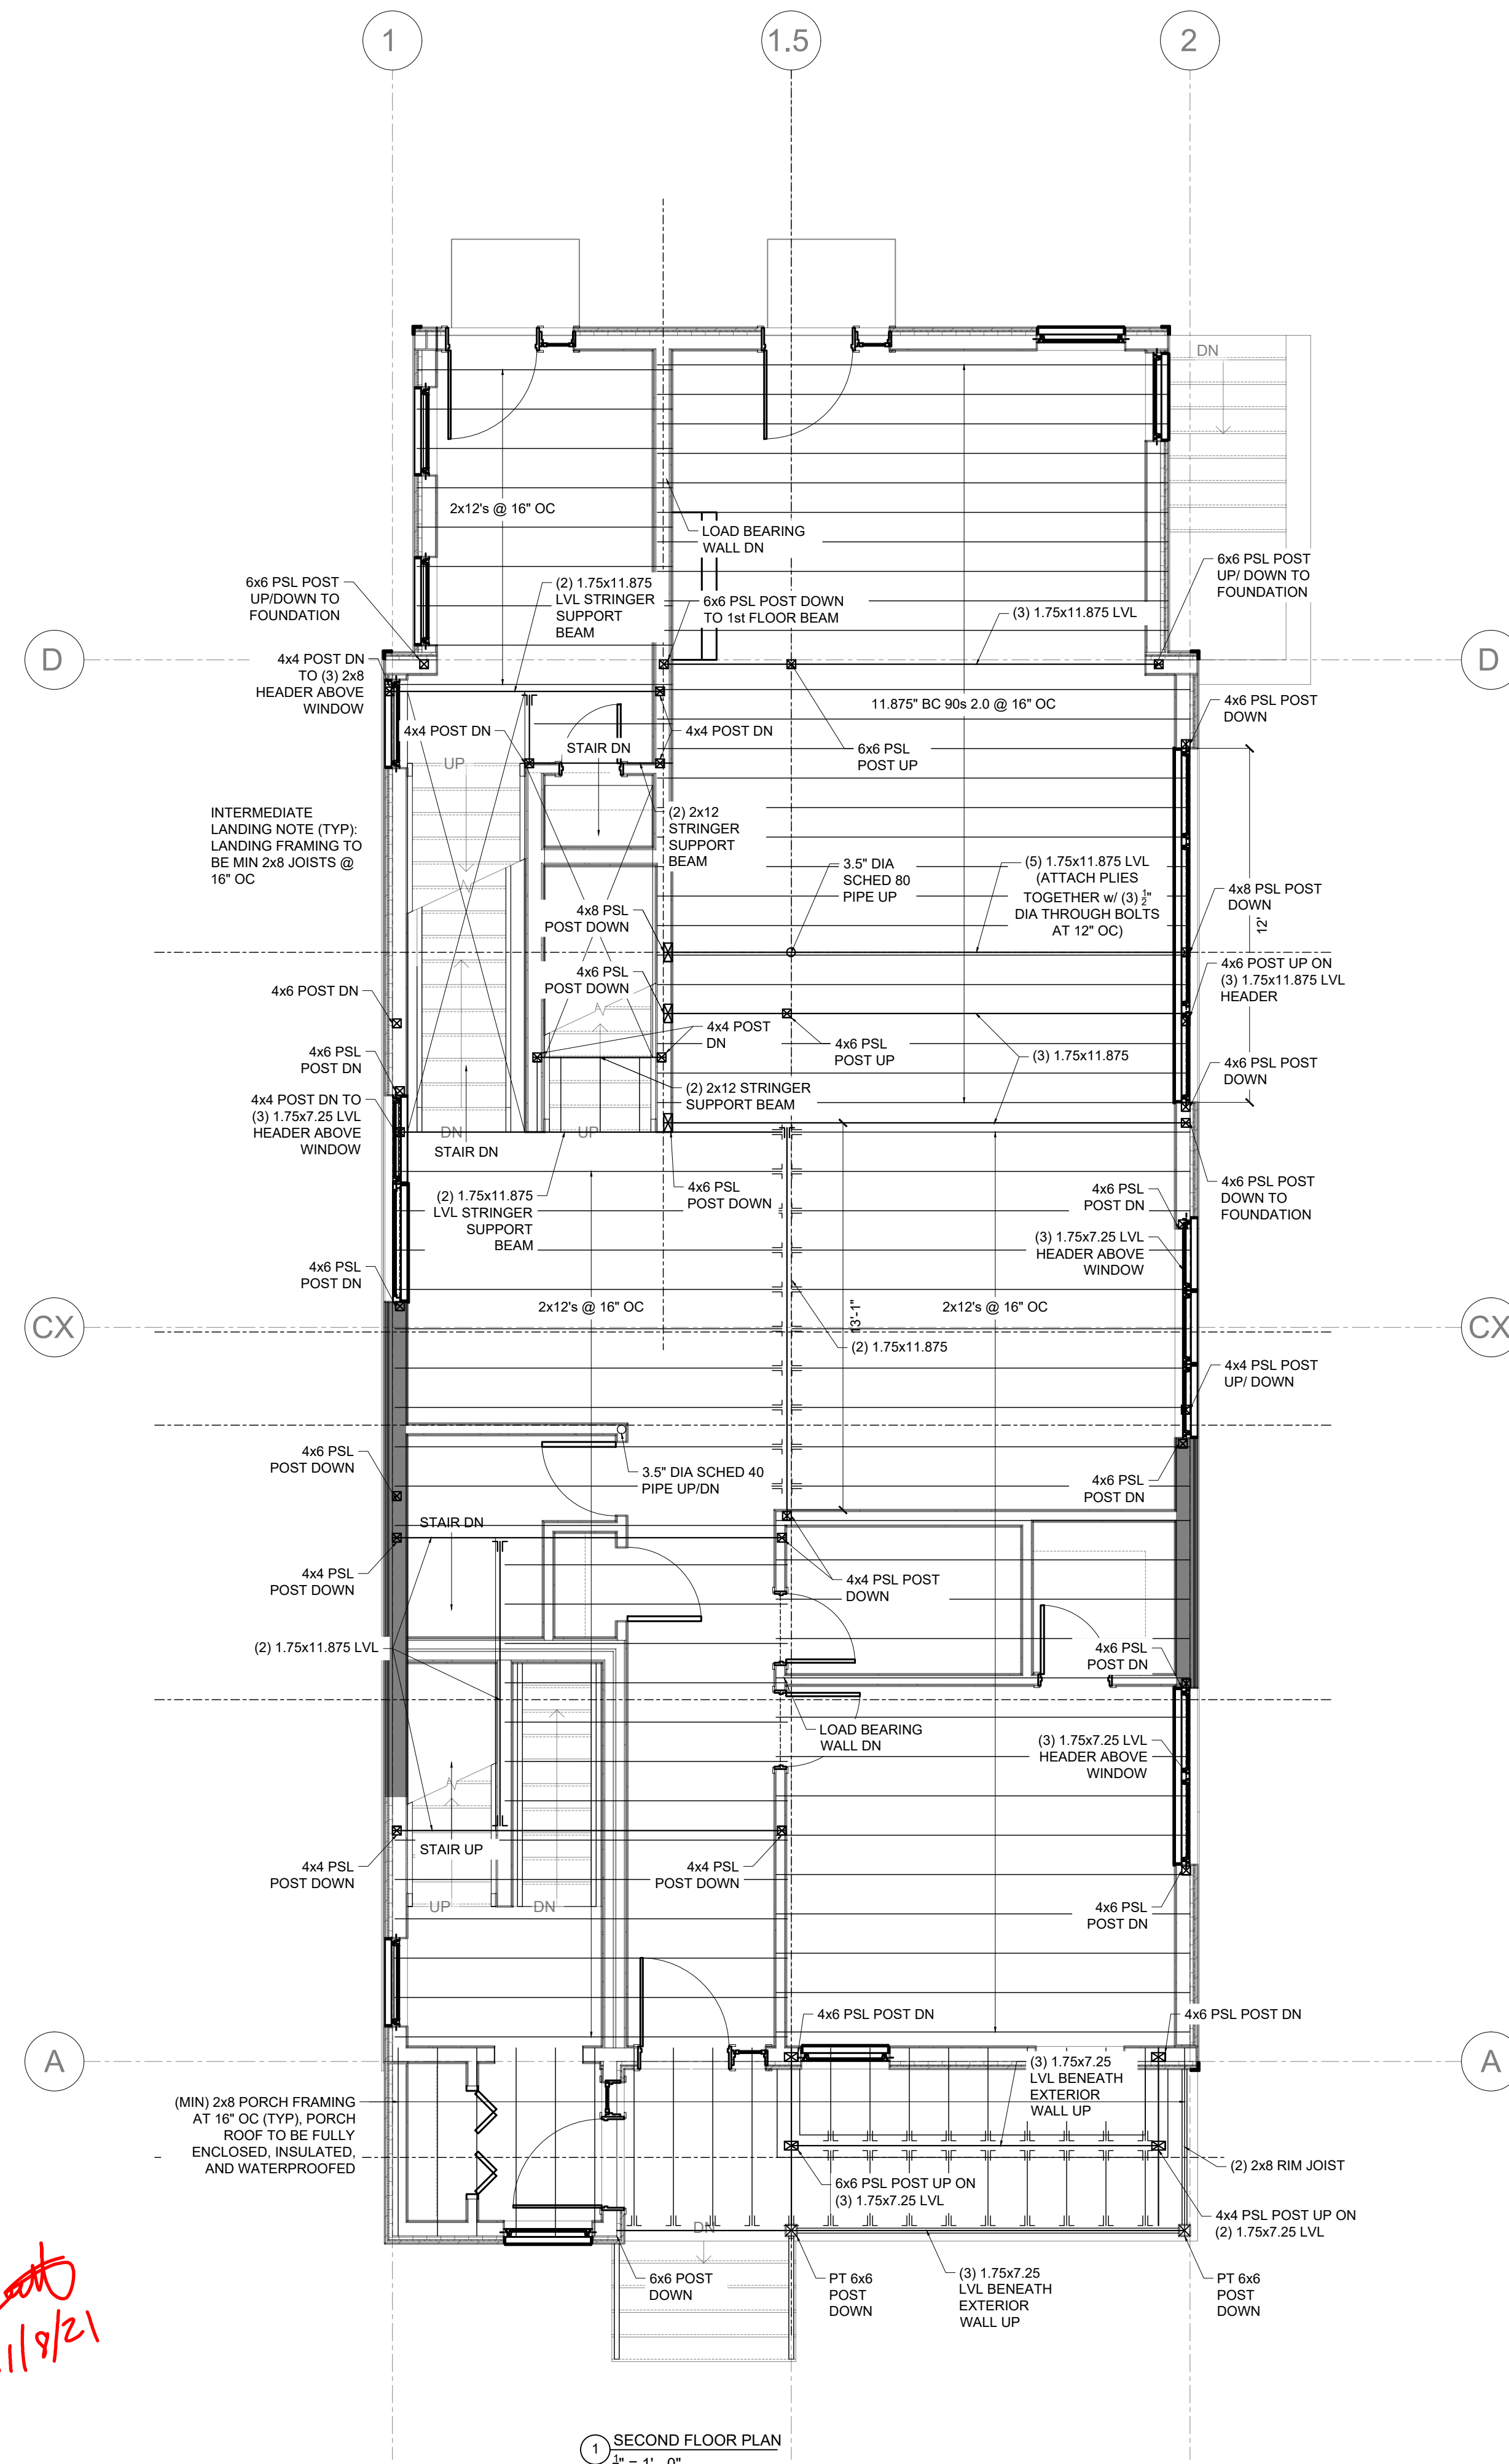 1
1.5
2
DN
2x12's @ 16" OC
LOAD BEARING
WALL DN
6x6 PSL POST
UP/DOWN TO
FOUNDATION
(2) 1.75x11.875
LVL STRINGER
SUPPORT
BEAM
6x6 PSL POST DOWN
TO 1st FLOOR BEAM
(3) 1.75x11.875 LVL
6x6 PSL POST
UP/ DOWN TO
FOUNDATION
D
D
4x4 POST DN
TO (3) 2x8
HEADER ABOVE
WINDOW
11.875" BC 90s 2.0 @ 16" OC
4x6 PSL POST
DOWN
4x4 POST DN
STAIR DN
4x4 POST DN
6x6 PSL
POST UP
UP
INTERMEDIATE
LANDING NOTE (TYP):
LANDING FRAMING TO
BE MIN 2x8 JOISTS @
16" OC
(2) 2x12
STRINGER
SUPPORT
BEAM
3.5" DIA
SCHED 80
PIPE UP
(5) 1.75x11.875 LVL
(ATTACH PLIES
TOGETHER w/ (3) ½"
DIA THROUGH BOLTS
AT 12" OC)
4x8 PSL POST
DOWN
12'
4x8 PSL
POST DOWN
4x6 PSL
POST DOWN
4x6 POST UP ON
(3) 1.75x11.875 LVL
HEADER
4x6 POST DN
4x4 POST
DN
4x6 PSL
POST UP
(3) 1.75x11.875
4x6 PSL POST
DOWN
4x6 PSL
POST DN
4x4 POST DN TO
(3) 1.75x7.25 LVL
HEADER ABOVE
WINDOW
(2) 2x12 STRINGER
SUPPORT BEAM
DN
UP
STAIR DN
(2) 1.75x11.875
LVL STRINGER
SUPPORT
BEAM
4x6 PSL
POST DOWN
4x6 PSL
POST DN
4x6 PSL POST
DOWN TO
FOUNDATION
(3) 1.75x7.25 LVL
HEADER ABOVE
WINDOW
4x6 PSL
POST DN
2x12's @ 16" OC
13'-1"
2x12's @ 16" OC
CX
CX
(2) 1.75x11.875
4x4 PSL POST
UP/ DOWN
4x6 PSL
POST DOWN
3.5" DIA SCHED 40
PIPE UP/DN
4x6 PSL
POST DN
STAIR DN
4x4 PSL
POST DOWN
4x4 PSL POST
DOWN
(2) 1.75x11.875 LVL
4x6 PSL
POST DN
LOAD BEARING
WALL DN
(3) 1.75x7.25 LVL
HEADER ABOVE
WINDOW
STAIR UP
4x4 PSL
POST DOWN
4x4 PSL
POST DOWN
UP
DN
4x6 PSL
POST DN
4x6 PSL POST DN
4x6 PSL POST DN
A
A
(3) 1.75x7.25
LVL BENEATH
EXTERIOR
WALL UP
(MIN) 2x8 PORCH FRAMING
AT 16" OC (TYP), PORCH
ROOF TO BE FULLY
ENCLOSED, INSULATED,
AND WATERPROOFED
(2) 2x8 RIM JOIST
6x6 PSL POST UP ON
(3) 1.75x7.25 LVL
4x4 PSL POST UP ON
(2) 1.75x7.25 LVL
DN
6x6 POST
DOWN
PT 6x6
POST
DOWN
(3) 1.75x7.25
LVL BENEATH
EXTERIOR
WALL UP
PT 6x6
POST
DOWN
1/8/21
1
SECOND FLOOR PLAN